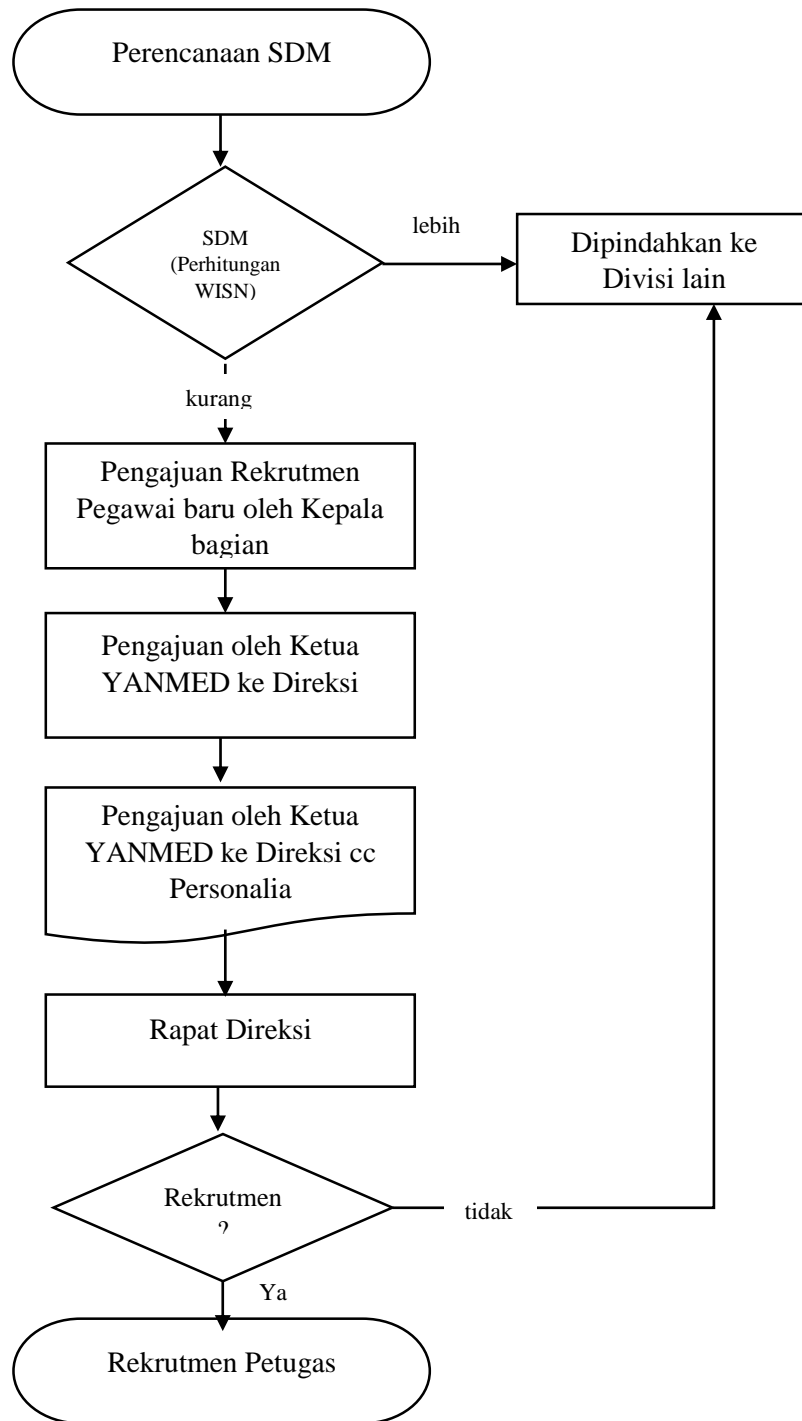 Perencanaan SDM
SDM
(Perhitungan
WISN)
lebih
Dipindahkan ke
Divisi lain
kurang
Pengajuan Rekrutmen
Pegawai baru oleh Kepala
bagian
Pengajuan oleh Ketua
YANMED ke Direksi
Pengajuan oleh Ketua
YANMED ke Direksi cc
Personalia
Rapat Direksi
Rekrutmen
?
tidak
Ya
Rekrutmen Petugas